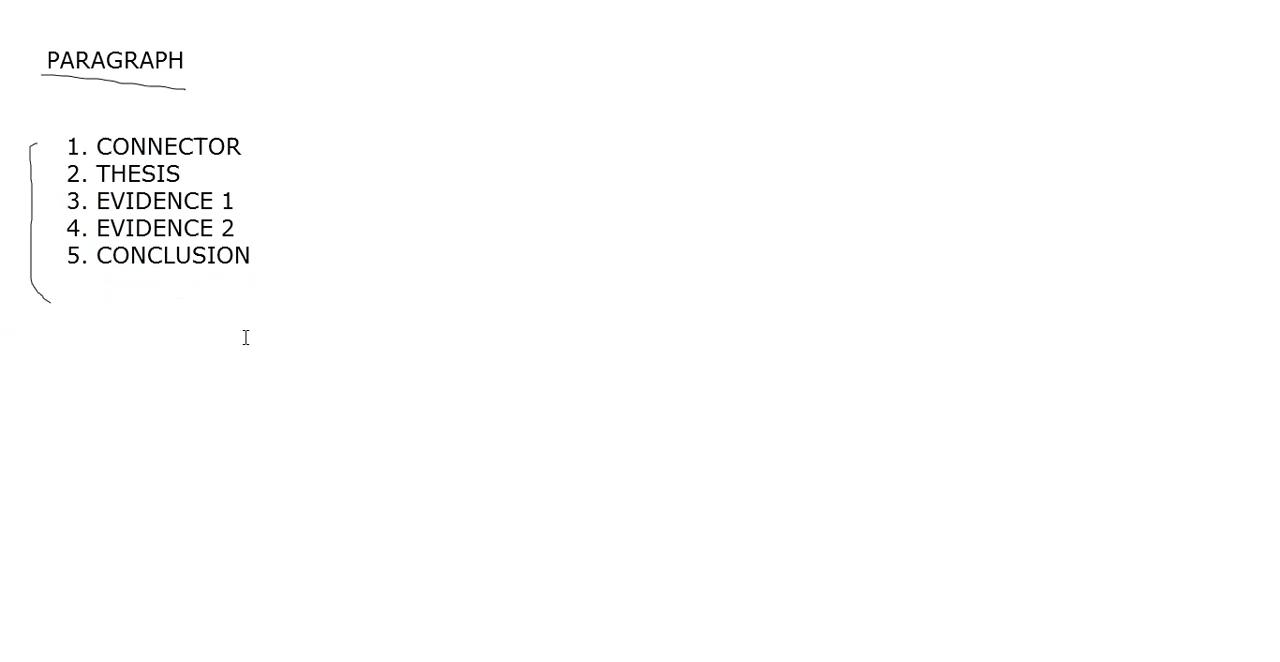 PARAGRAPH
1. CONNECTOR
2. THESIS
3. EVIDENCE 1
4. EVIDENCE 2
5. CONCLUSION